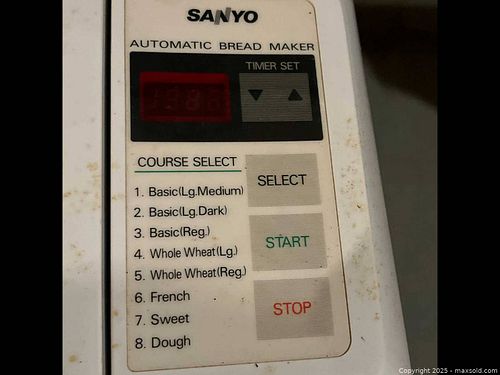 SANYO
AUTOMATIC BREAD MAKER
TIMER SET
COURSE SELECT
SELECT
1. Basic(Lg.Medium)
2. Basic(Lg.Dark)
3. Basic(Reg.)
START
4. Whole Wheat(Lg.)
5. Whole Wheat(Reg.)
6. French
STOP
7. Sweet
8. Dough
Copyright 2025 - maxsold.com